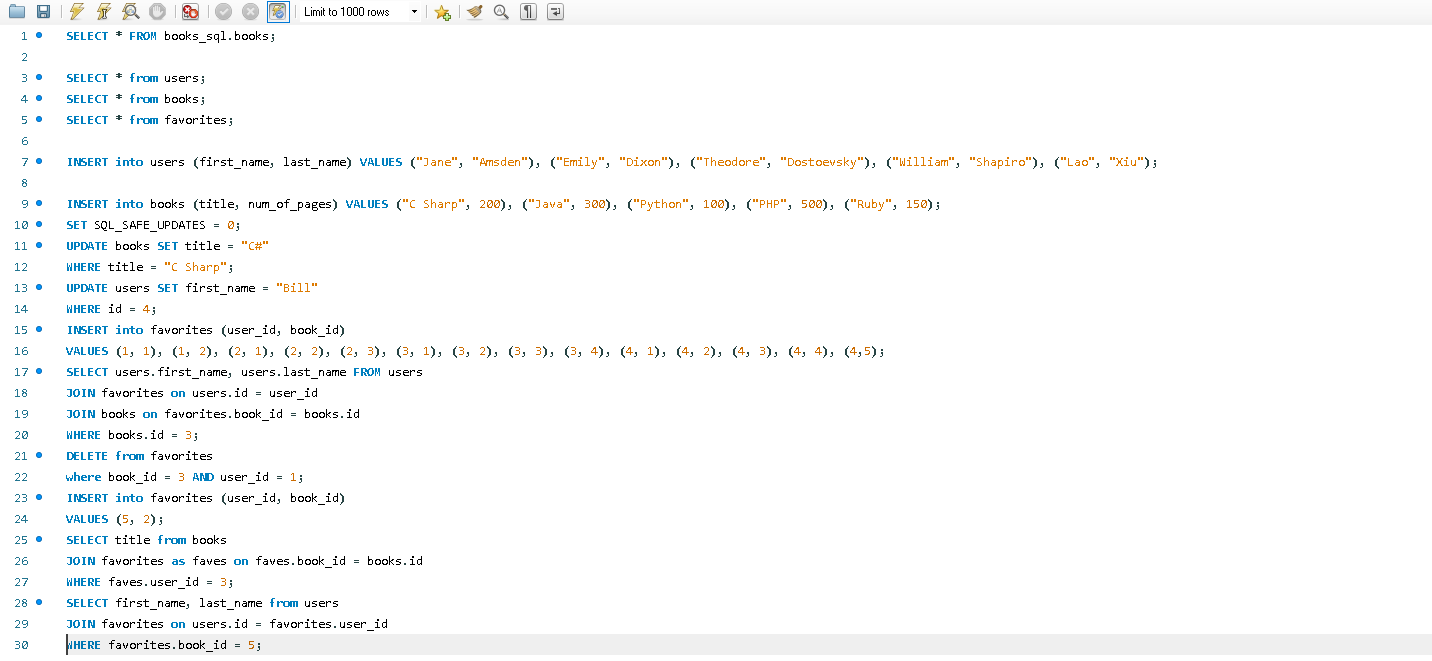 Limit to 1000 rows
1 SELECT * FROM books_sql.books;
2
3 SELECT * from users;
4 SELECT * from books;
5 SELECT * from favorites;
6
7 INSERT into users (first_name, last_name) VALUES ("Jane", "Amsden"), ("Emily", "Dixon"), ("Theodore", "Dostoevsky"), ("William", "Shapiro"), ("Lao", "Xiu");
8
9 INSERT into books (title, num_of_pages) VALUES ("C Sharp", 200), ("Java", 300), ("Python", 100), ("PHP", 500), ("Ruby", 150);
10 SET SQL_SAFE_UPDATES = 0;
11 UPDATE books SET title = "C#"
12 WHERE title = "C Sharp";
13 UPDATE users SET first_name = "Bill"
14 WHERE id = 4;
15 INSERT into favorites (user_id, book_id)
16 VALUES (1, 1), (1, 2), (2, 1), (2, 2), (2, 3), (3, 1), (3, 2), (3, 3), (3, 4), (4, 1), (4, 2), (4, 3), (4, 4), (4,5);
17 SELECT users.first_name, users.last_name FROM users
18 JOIN favorites on users.id = user_id
19 JOIN books on favorites.book_id = books.id
20 WHERE books.id = 3;
21 DELETE from favorites
22 where book_id = 3 AND user_id = 1;
23 INSERT into favorites (user_id, book_id)
24 VALUES (5, 2);
25 SELECT title from books
26 JOIN favorites as faves on faves.book_id = books.id
27 WHERE faves.user_id = 3;
28 SELECT first_name, last_name from users
29 JOIN favorites on users.id = favorites.user_id
30 WHERE favorites.book_id = 5;